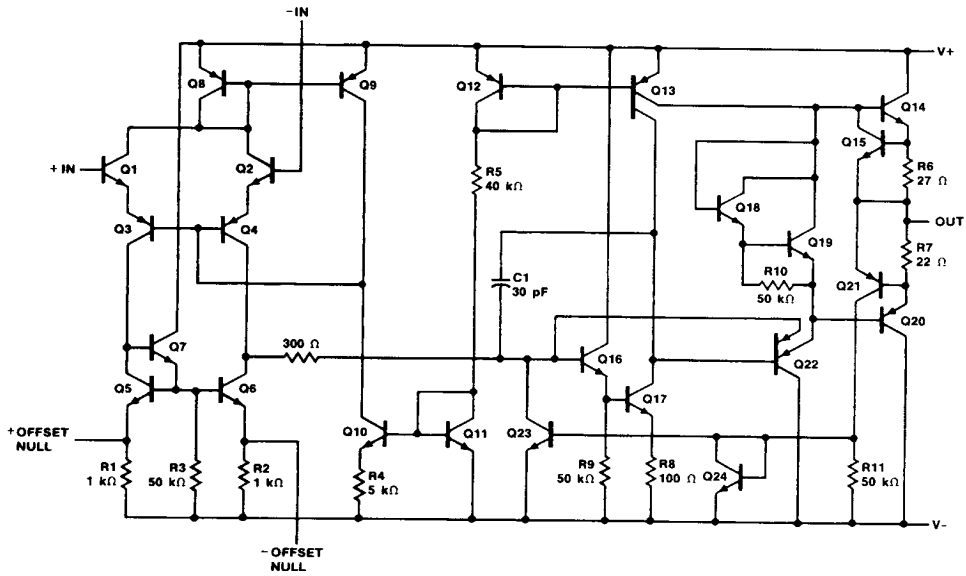 −IN
V+
Q8
Q9
Q12
Q13
Q14
Q15
+IN
Q1
Q2
R5
40 kΩ
R6
27 Ω
Q18
OUT
Q3
Q4
Q19
R7
22 Ω
C1
30 pF
R10
50 kΩ
Q21
Q20
Q7
300 Ω
Q16
Q22
Q5
Q6
Q17
+OFFSET
NULL
Q10
Q11
Q23
R1
1 kΩ
R3
50 kΩ
R2
1 kΩ
R4
5 kΩ
R9
50 kΩ
R8
100 Ω
Q24
R11
50 kΩ
V−
−OFFSET
NULL